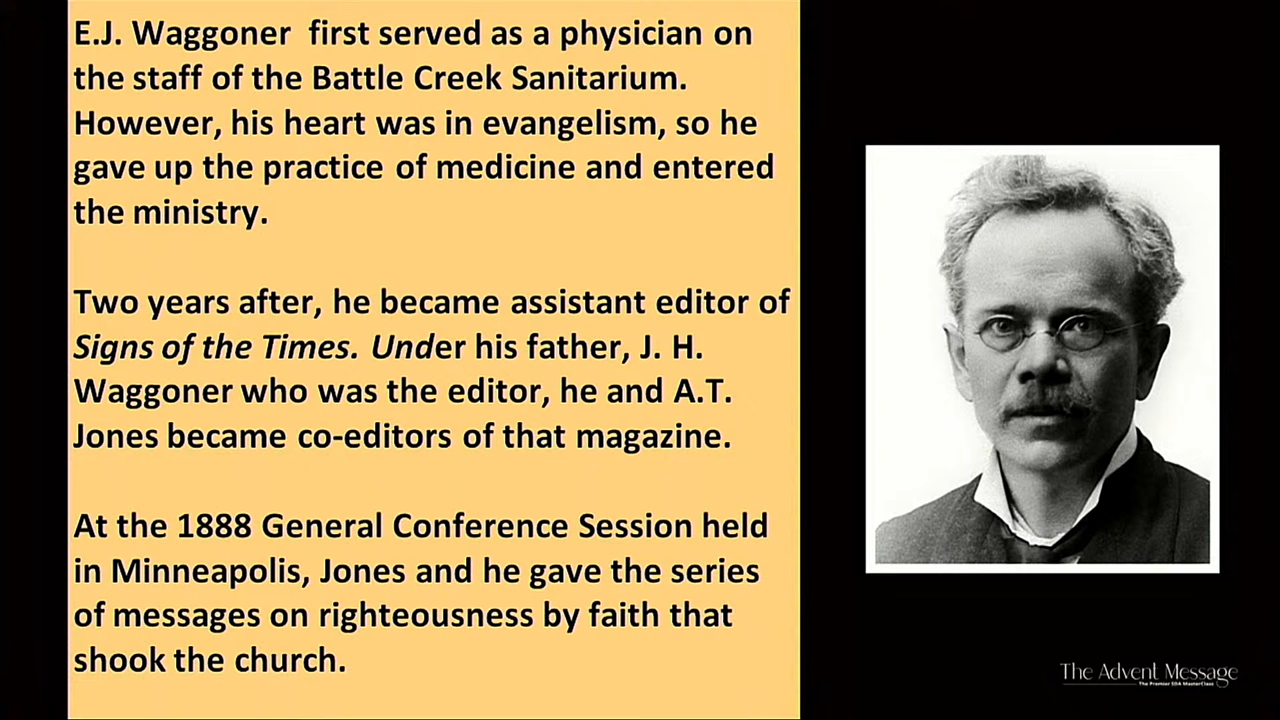 E.J. Waggoner first served as a physician on
the staff of the Battle Creek Sanitarium.
However, his heart was in evangelism, so he
gave up the practice of medicine and entered
the ministry.
Two years after, he became assistant editor of
Signs of the Times. Under his father, J. H.
Waggoner who was the editor, he and A.T.
Jones became co-editors of that magazine.
At the 1888 General Conference Session held
in Minneapolis, Jones and he gave the series
of messages on righteousness by faith that
shook the church.
The Advent Message
The Premier SDA MasterClass